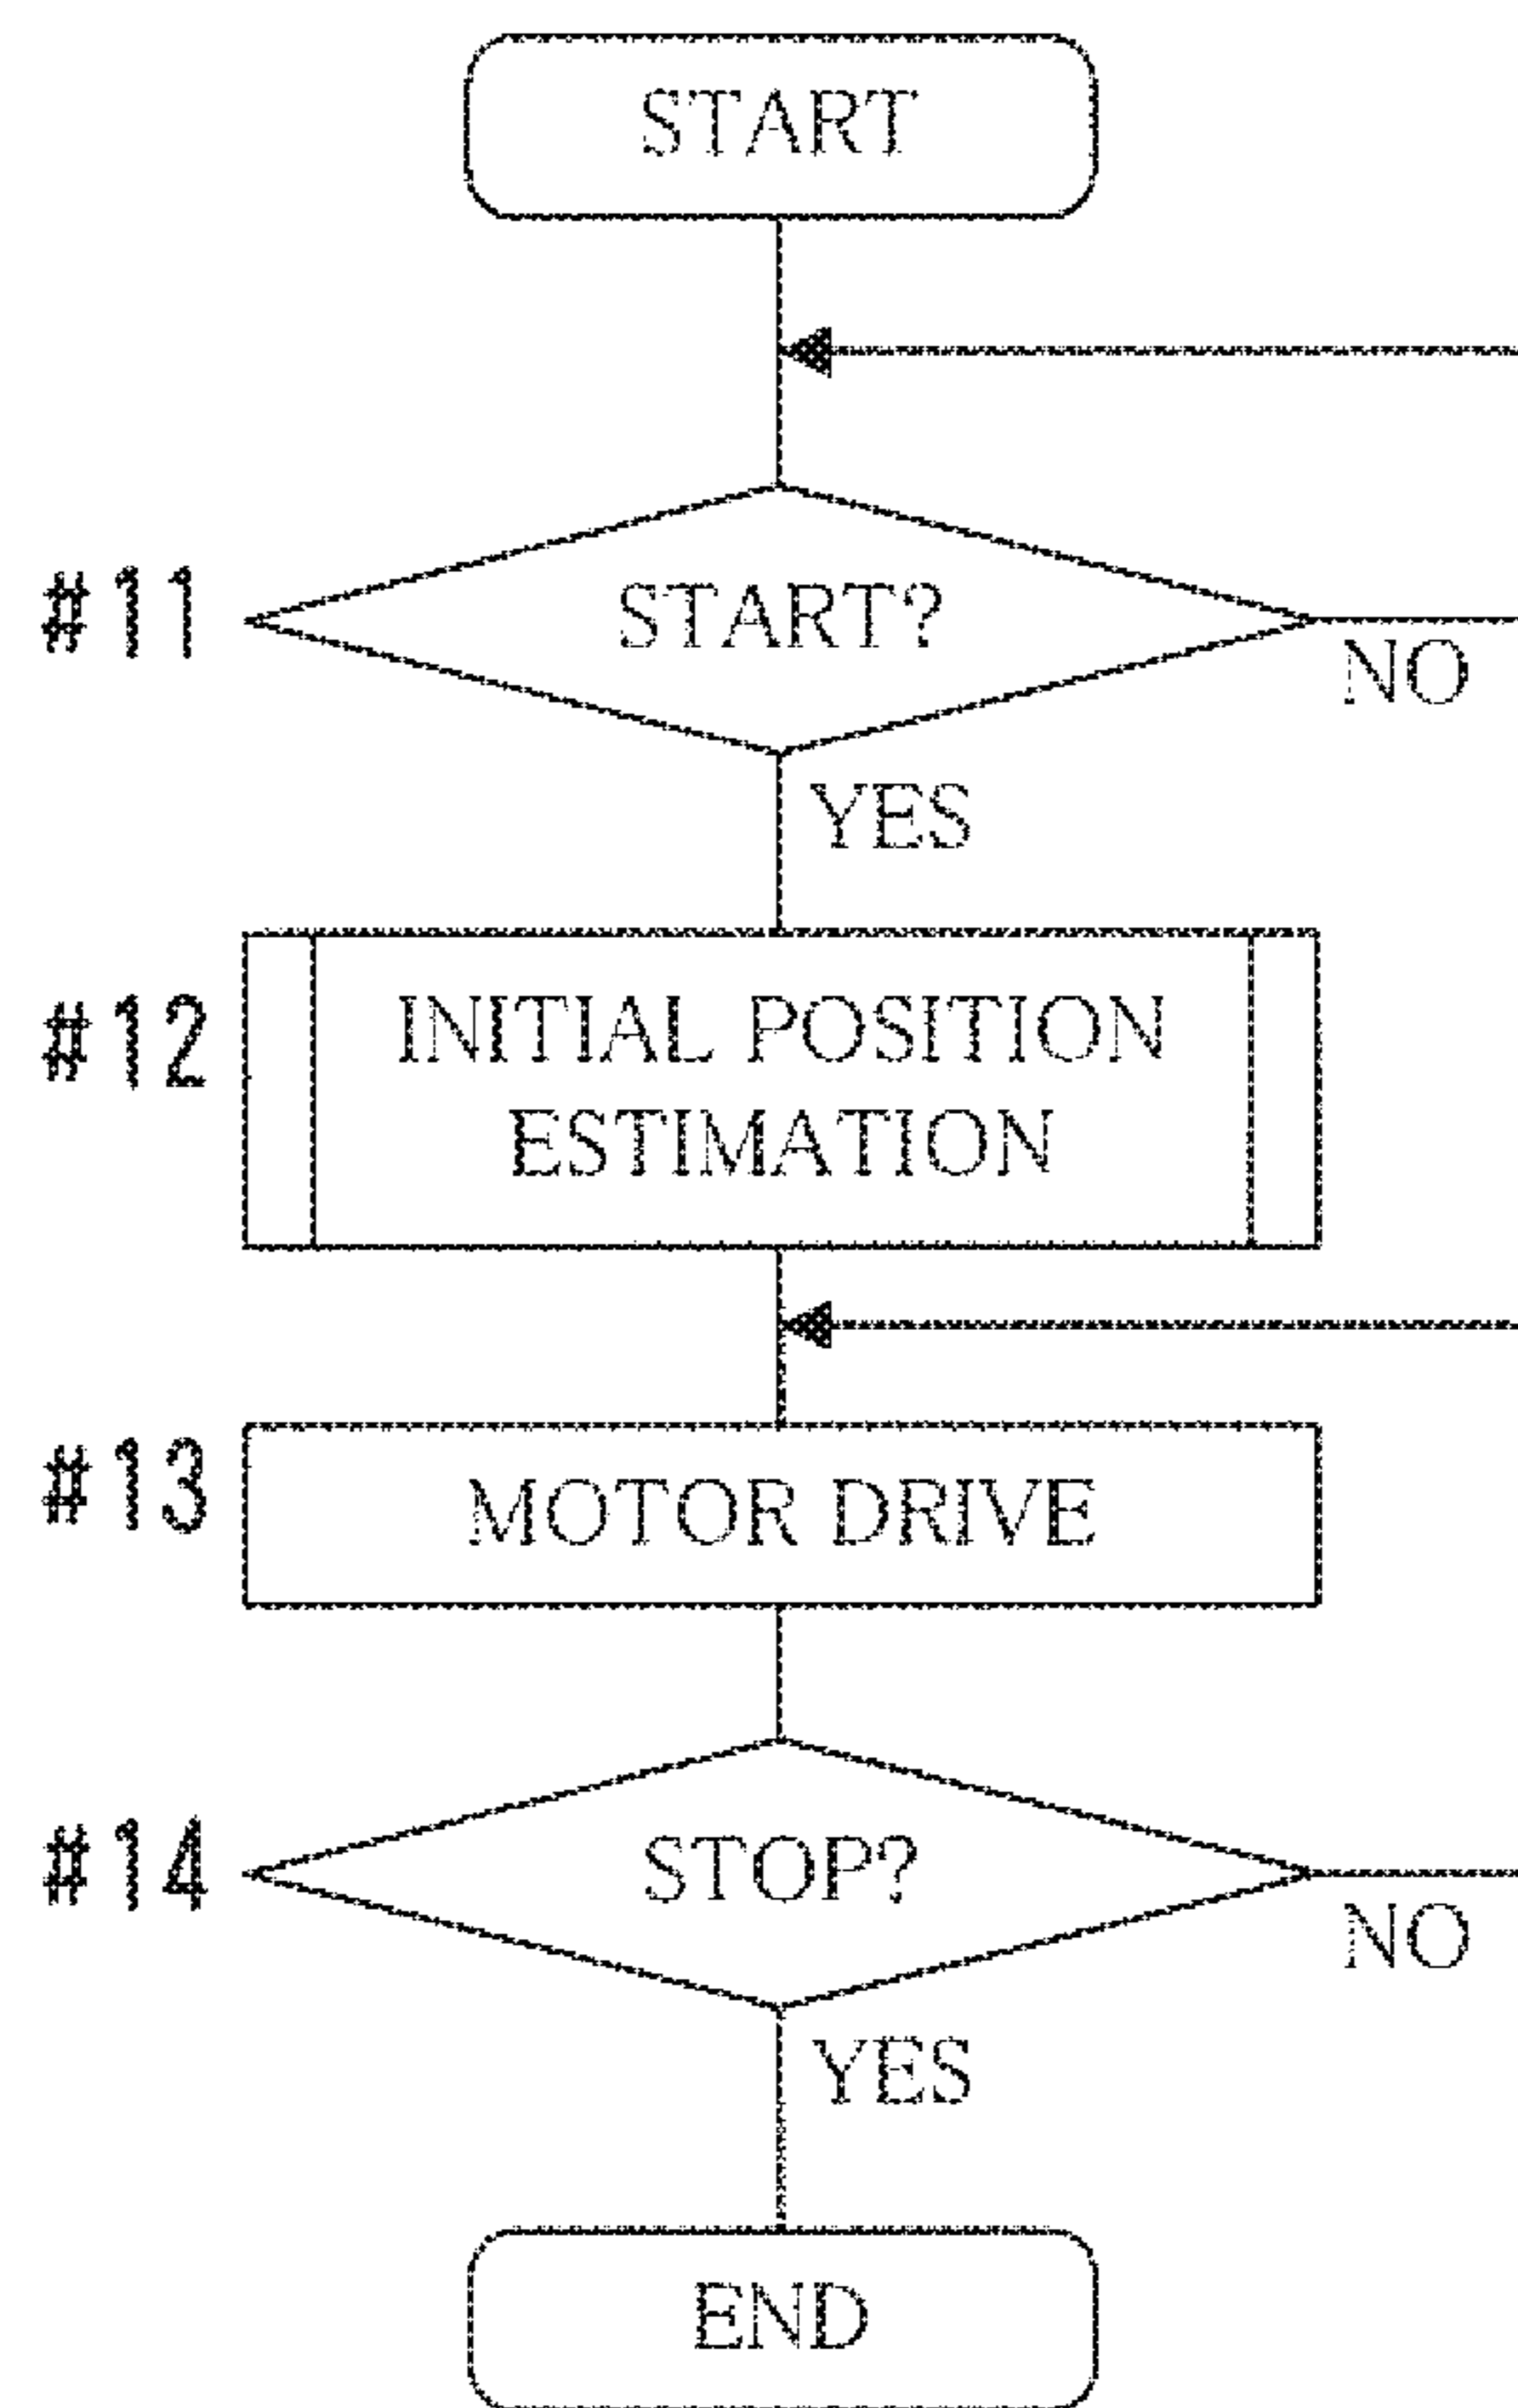 START
#11
START?
NO
YES
#12
INITIAL POSITION
ESTIMATION
#13
MOTOR DRIVE
#14
STOP?
NO
YES
END